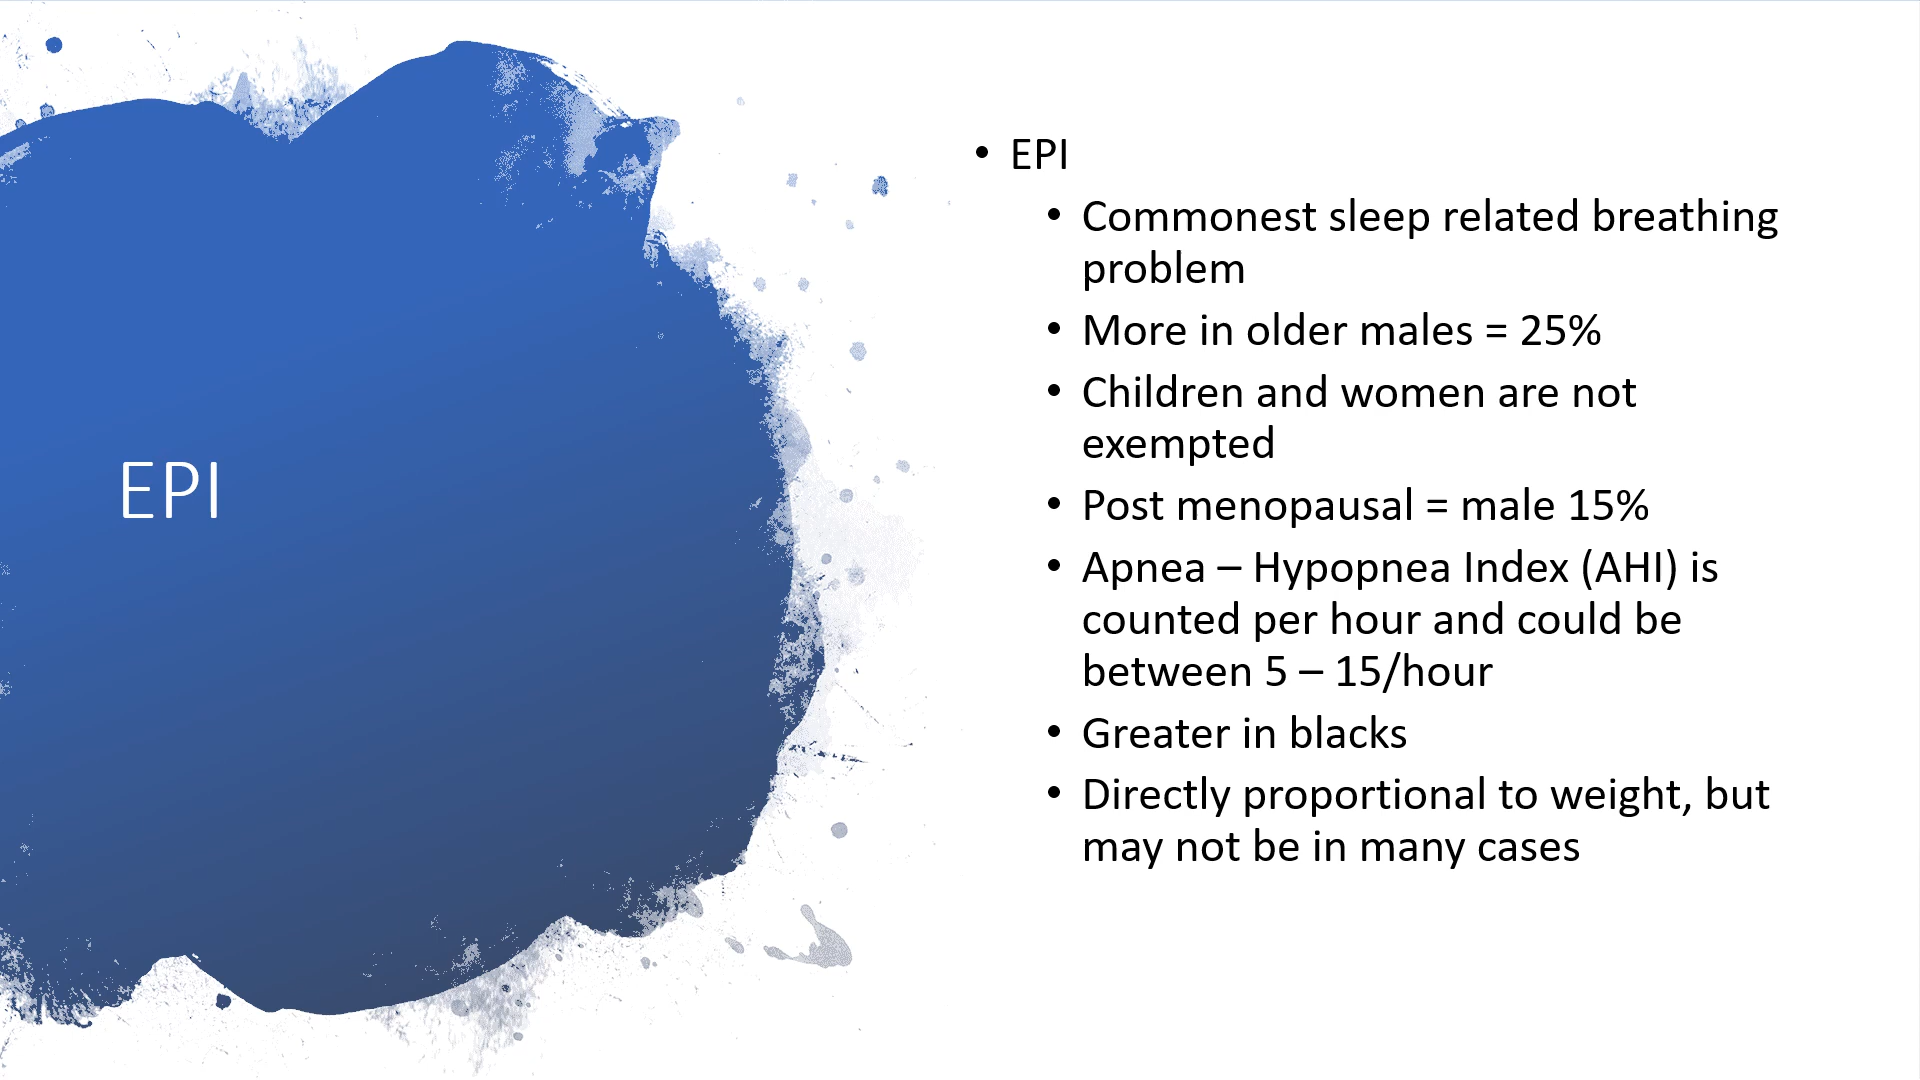 EPI
• EPI
• Commonest sleep related breathing
problem
• More in older males = 25%
• Children and women are not
exempted
• Post menopausal = male 15%
• Apnea – Hypopnea Index (AHI) is
counted per hour and could be
between 5 – 15/hour
• Greater in blacks
• Directly proportional to weight, but
may not be in many cases